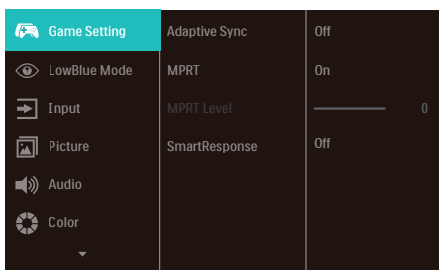 Game Setting
Adaptive Sync
Off
LowBlue Mode
MPRT
On
Input
MPRT Level
0
Picture
SmartResponse
Off
Audio
Color